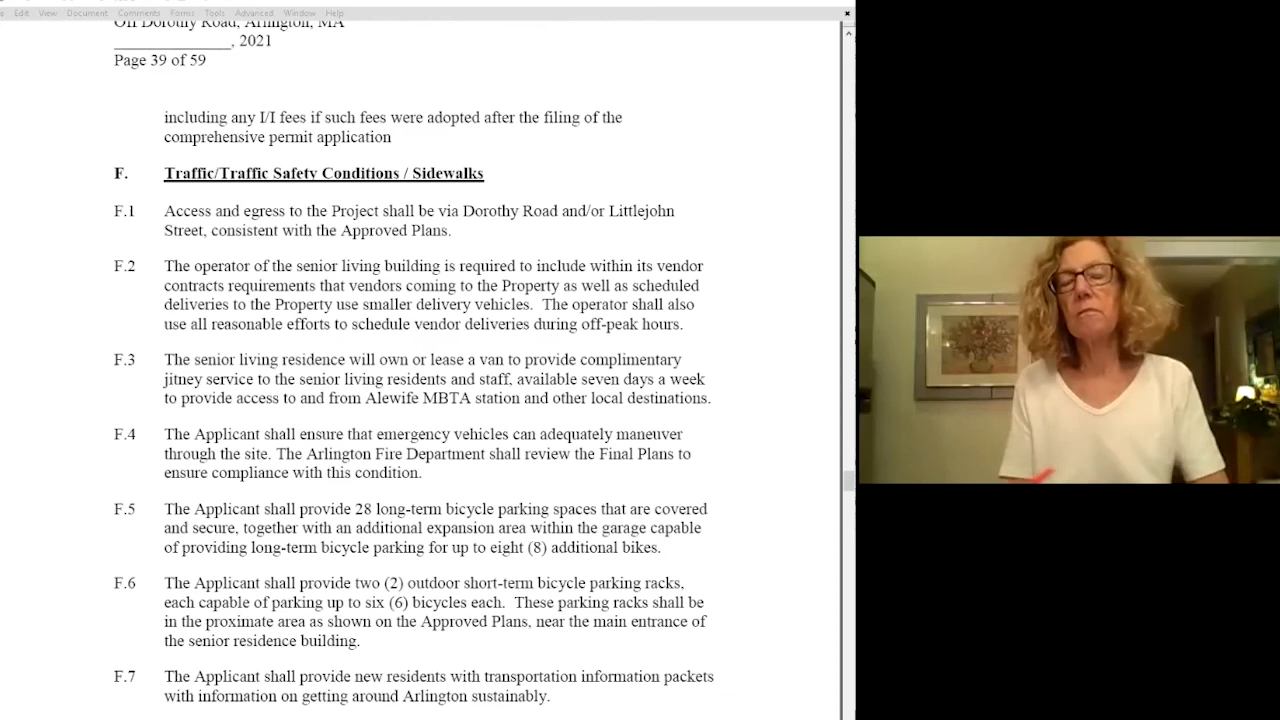 Edit View Document Comments Forms Tools Advanced Window Help
Off Dorothy Road, Arlington, MA
_______________, 2021
Page 39 of 59
including any I/I fees if such fees were adopted after the filing of the
comprehensive permit application
F. Traffic/Traffic Safety Conditions / Sidewalks
F.1 Access and egress to the Project shall be via Dorothy Road and/or Littlejohn
Street, consistent with the Approved Plans.
F.2 The operator of the senior living building is required to include within its vendor
contracts requirements that vendors coming to the Property as well as scheduled
deliveries to the Property use smaller delivery vehicles. The operator shall also
use all reasonable efforts to schedule vendor deliveries during off-peak hours.
F.3 The senior living residence will own or lease a van to provide complimentary
jitney service to the senior living residents and staff, available seven days a week
to provide access to and from Alewife MBTA station and other local destinations.
F.4 The Applicant shall ensure that emergency vehicles can adequately maneuver
through the site. The Arlington Fire Department shall review the Final Plans to
ensure compliance with this condition.
F.5 The Applicant shall provide 28 long-term bicycle parking spaces that are covered
and secure, together with an additional expansion area within the garage capable
of providing long-term bicycle parking for up to eight (8) additional bikes.
F.6 The Applicant shall provide two (2) outdoor short-term bicycle parking racks,
each capable of parking up to six (6) bicycles each. These parking racks shall be
in the proximate area as shown on the Approved Plans, near the main entrance of
the senior residence building.
F.7 The Applicant shall provide new residents with transportation information packets
with information on getting around Arlington sustainably.